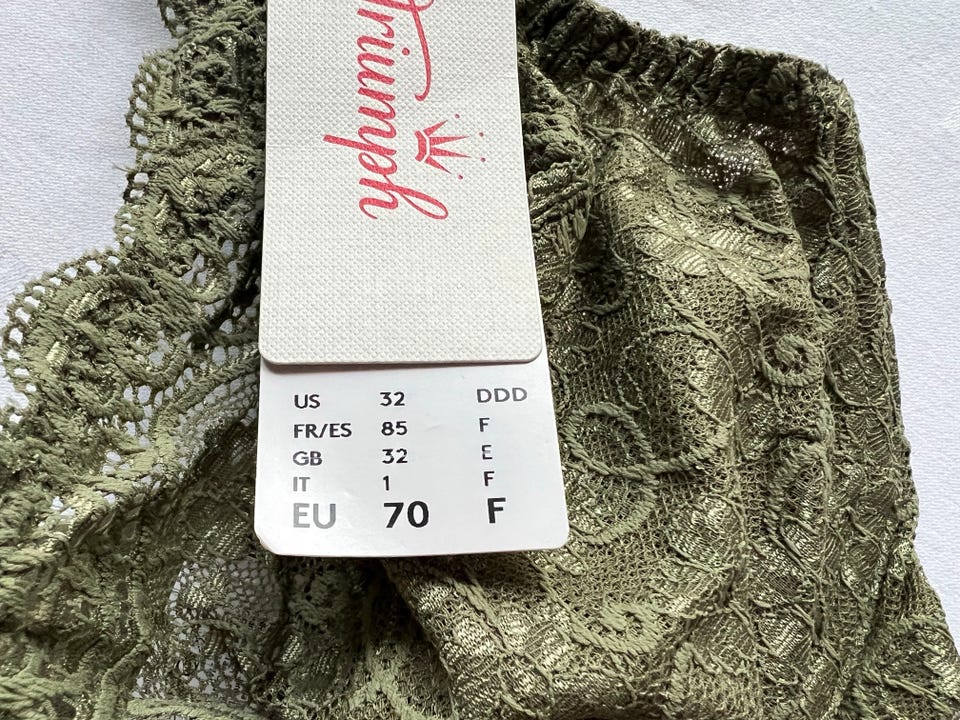 Triumph
US 32 DDD
FR/ES 85 F
GB 32 E
IT 1 F
EU 70 F